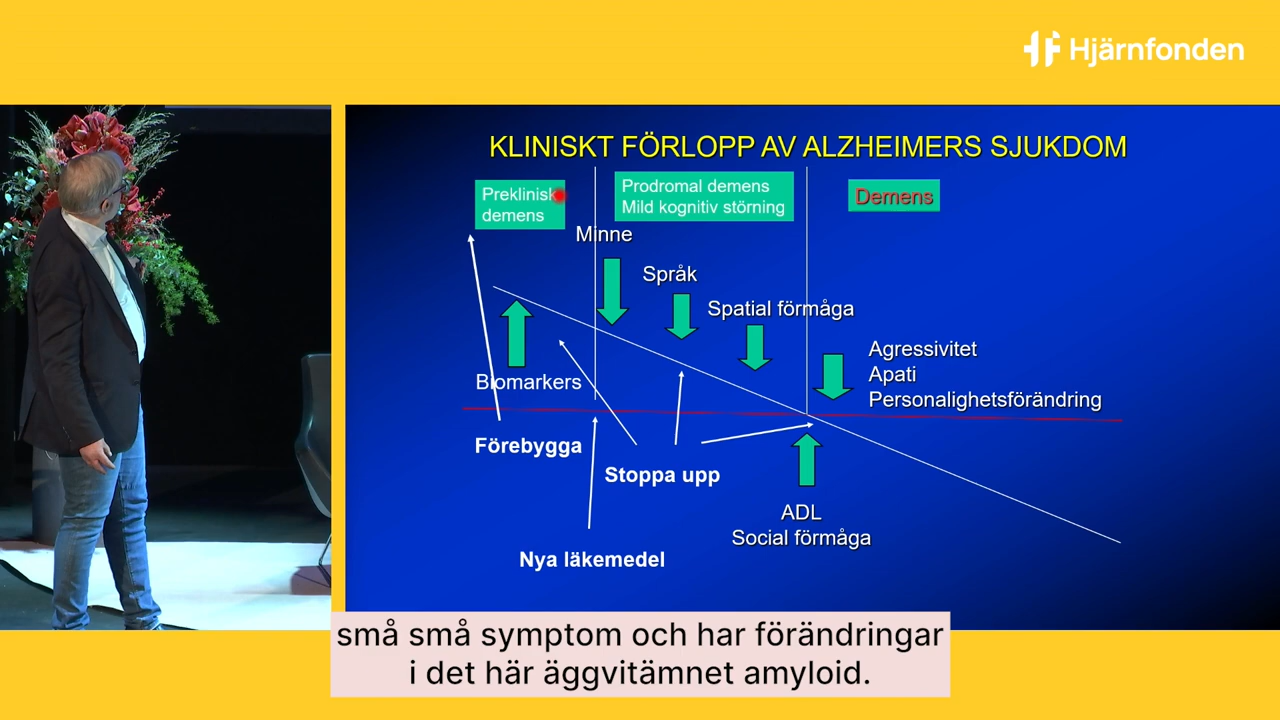 Hjärnfonden
KLINISKT FÖRLOPP AV ALZHEIMERS SJUKDOM
Preklinisk
demens
Prodromal demens
Mild kognitiv störning
Demens
Minne
Språk
Spatial förmåga
Agressivitet
Apati
Personalighetsförändring
Biomarkers
Förebygga
Stoppa upp
ADL
Social förmåga
Nya läkemedel
små små symptom och har förändringar
i det här äggvitämnet amyloid.